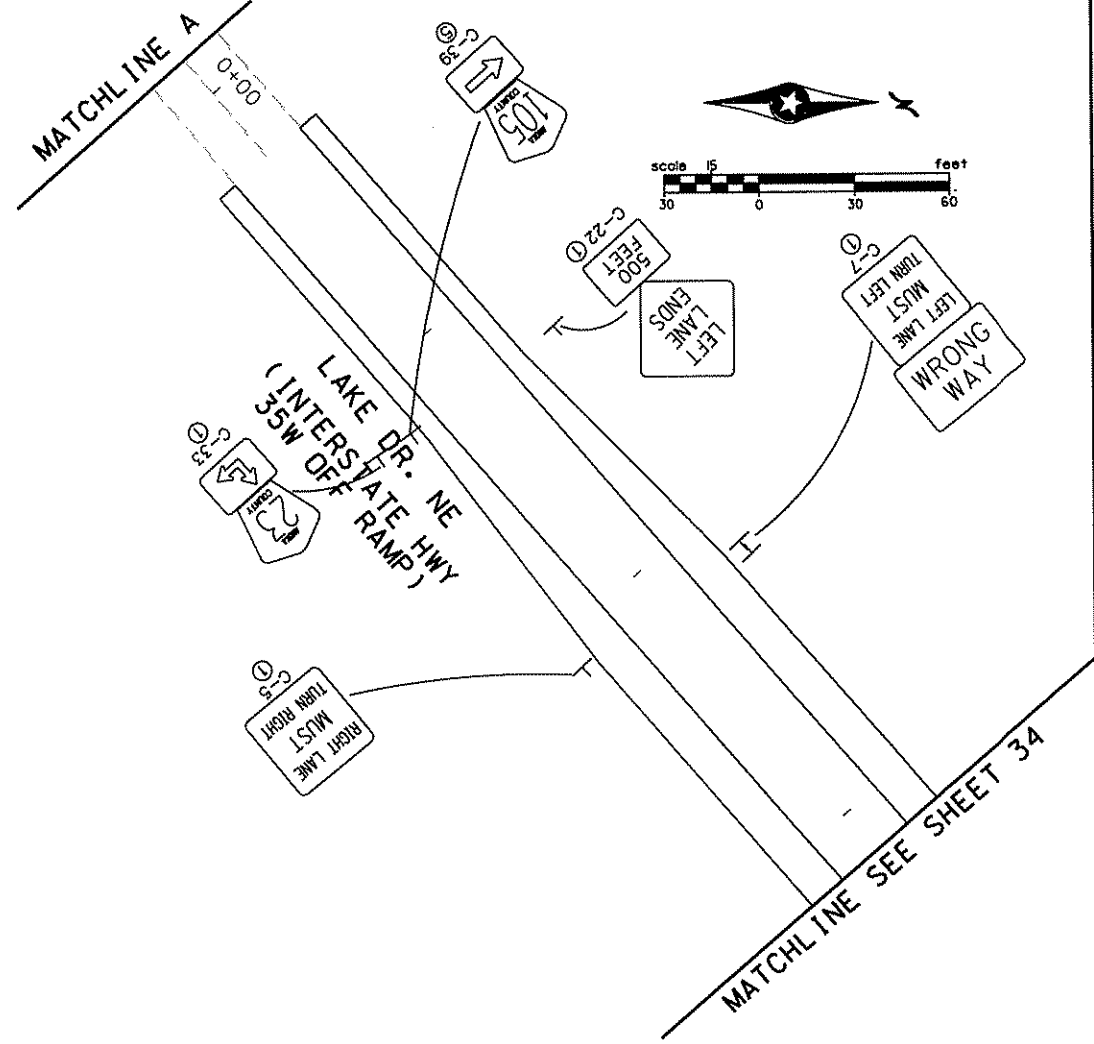 MATCHLINE A
0+00
C-39
5
ANOKA
105
COUNTY
scale 15 feet
30 0 30 60
C-22 1
500
FEET
LEFT
LANE
ENDS
C-7
1
LEFT LANE
MUST
TURN LEFT
WRONG
WAY
LAKE DR. NE
(INTERSTATE HWY
35W OFF RAMP)
C-33
1
ANOKA
23
COUNTY
C-5
1
RIGHT LANE
MUST
TURN RIGHT
MATCHLINE SEE SHEET 34